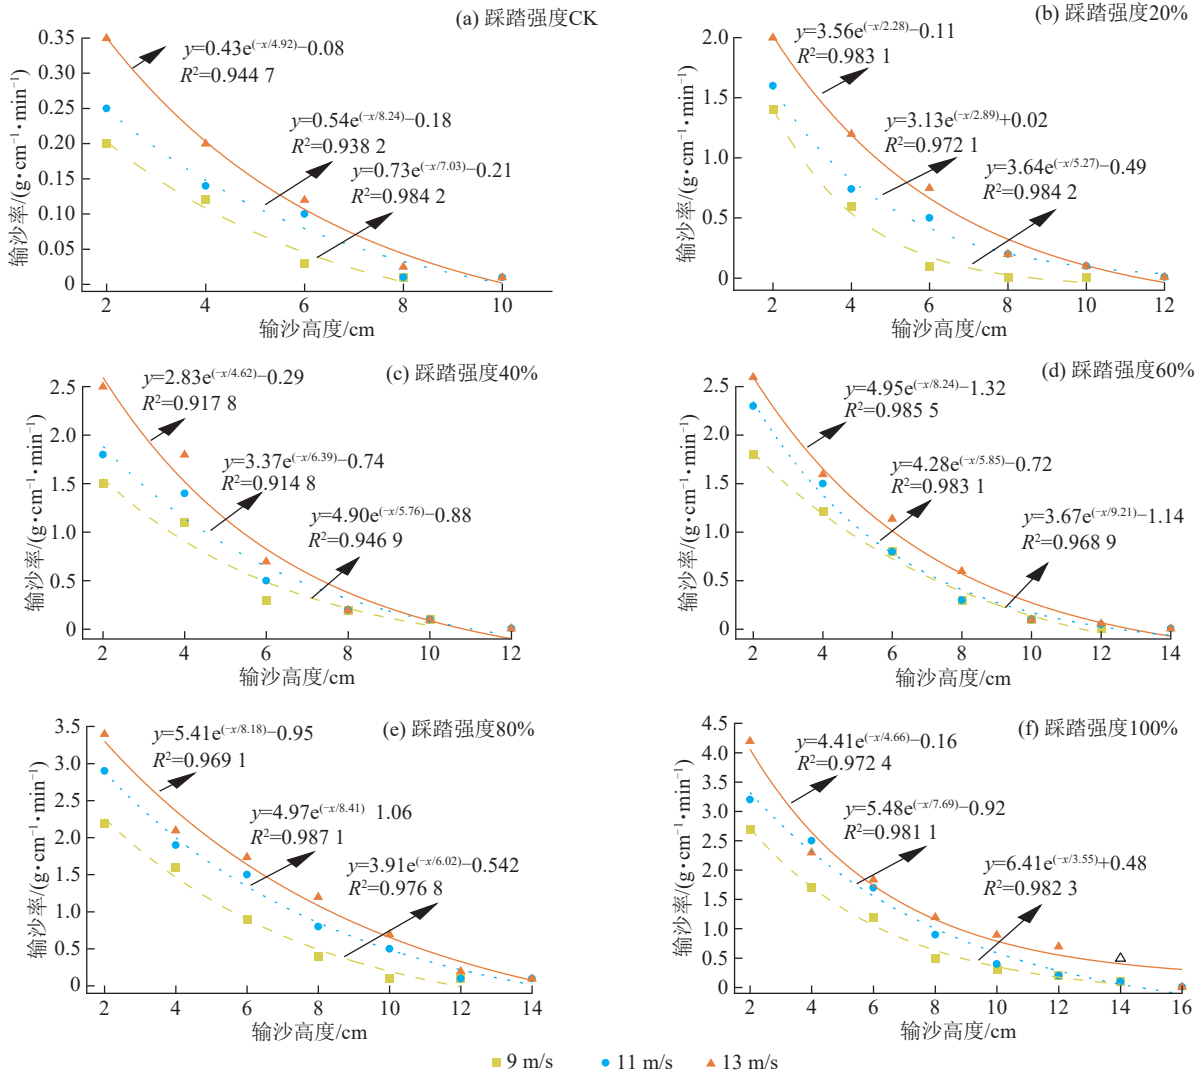 (a) 踩踏强度CK
y=0.43e(−x/4.92)−0.08
R²=0.944 7
y=0.54e(−x/8.24)−0.18
R²=0.938 2
y=0.73e(−x/7.03)−0.21
R²=0.984 2
输沙率/(g•cm−1•min−1)
0.35
0.30
0.25
0.20
0.15
0.10
0.05
0
2 4 6 8 10
输沙高度/cm
(b) 踩踏强度20%
y=3.56e(−x/2.28)−0.11
R²=0.983 1
y=3.13e(−x/2.89)+0.02
R²=0.972 1
y=3.64e(−x/5.27)−0.49
R²=0.984 2
输沙率/(g•cm−1•min−1)
2.0
1.5
1.0
0.5
0
2 4 6 8 10 12
输沙高度/cm
(c) 踩踏强度40%
y=2.83e(−x/4.62)−0.29
R²=0.917 8
y=3.37e(−x/6.39)−0.74
R²=0.914 8
y=4.90e(−x/5.76)−0.88
R²=0.946 9
输沙率/(g•cm−1•min−1)
2.5
2.0
1.5
1.0
0.5
0
2 4 6 8 10 12
输沙高度/cm
(d) 踩踏强度60%
y=4.95e(−x/8.24)−1.32
R²=0.985 5
y=4.28e(−x/5.85)−0.72
R²=0.983 1
y=3.67e(−x/9.21)−1.14
R²=0.968 9
输沙率/(g•cm−1•min−1)
2.5
2.0
1.5
1.0
0.5
0
2 4 6 8 10 12 14
输沙高度/cm
(e) 踩踏强度80%
y=5.41e(−x/8.18)−0.95
R²=0.969 1
y=4.97e(−x/8.41) 1.06
R²=0.987 1
y=3.91e(−x/6.02)−0.542
R²=0.976 8
输沙率/(g•cm−1•min−1)
3.5
3.0
2.5
2.0
1.5
1.0
0.5
0
2 4 6 8 10 12 14
输沙高度/cm
(f) 踩踏强度100%
y=4.41e(−x/4.66)−0.16
R²=0.972 4
y=5.48e(−x/7.69)−0.92
R²=0.981 1
y=6.41e(−x/3.55)+0.48
R²=0.982 3
输沙率/(g•cm−1•min−1)
4.5
4.0
3.5
3.0
2.5
2.0
1.5
1.0
0.5
0
2 4 6 8 10 12 14 16
输沙高度/cm
9 m/s 11 m/s 13 m/s